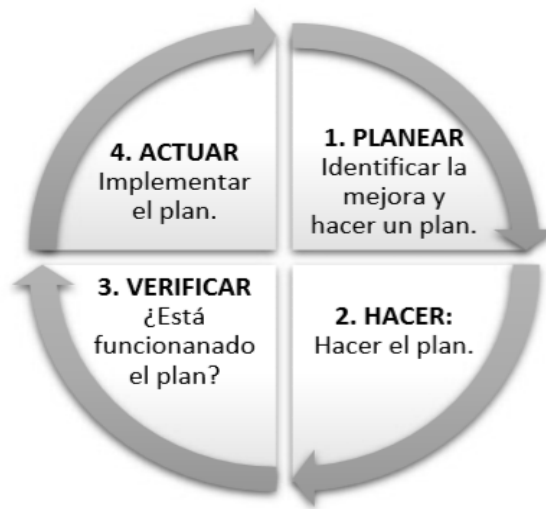 1. PLANEAR
Identificar la
mejora y
hacer un plan.
2. HACER:
Hacer el plan.
3. VERIFICAR
¿Está
funcionanado
el plan?
4. ACTUAR
Implementar
el plan.